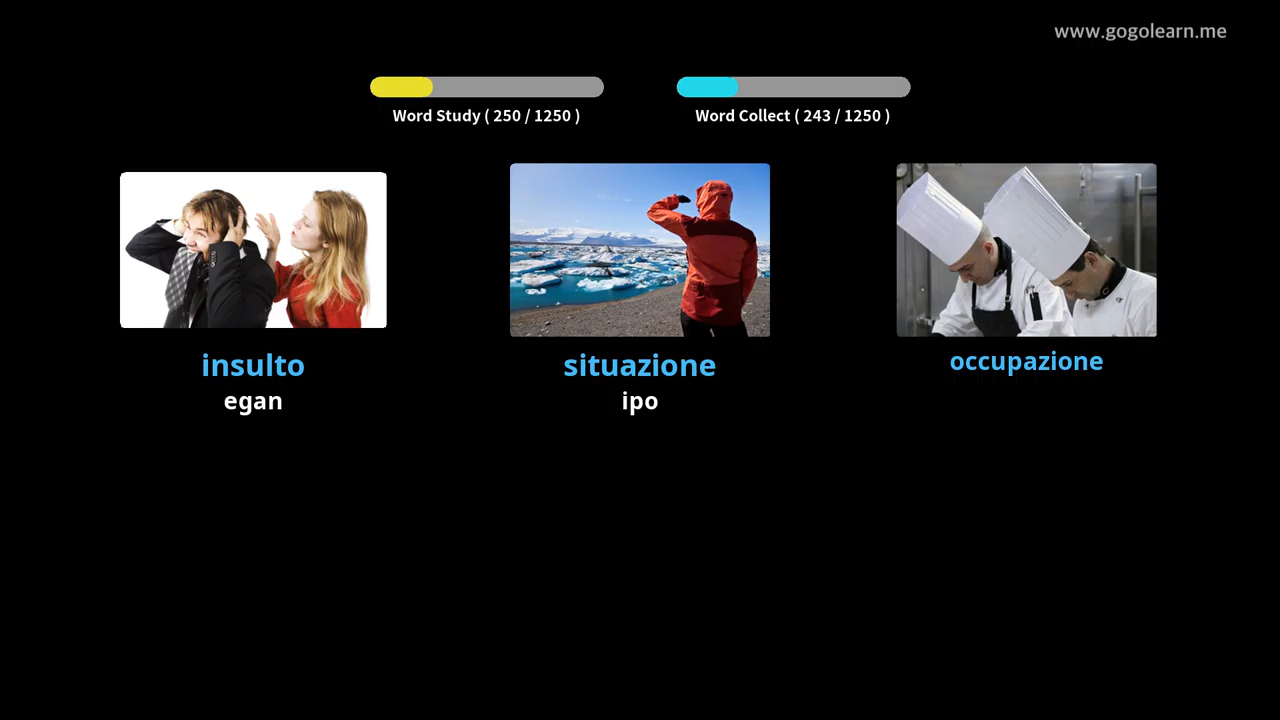 www.gogolearn.me
Word Study ( 250 / 1250 )
Word Collect ( 243 / 1250 )
insulto
egan
situazione
ipo
occupazione